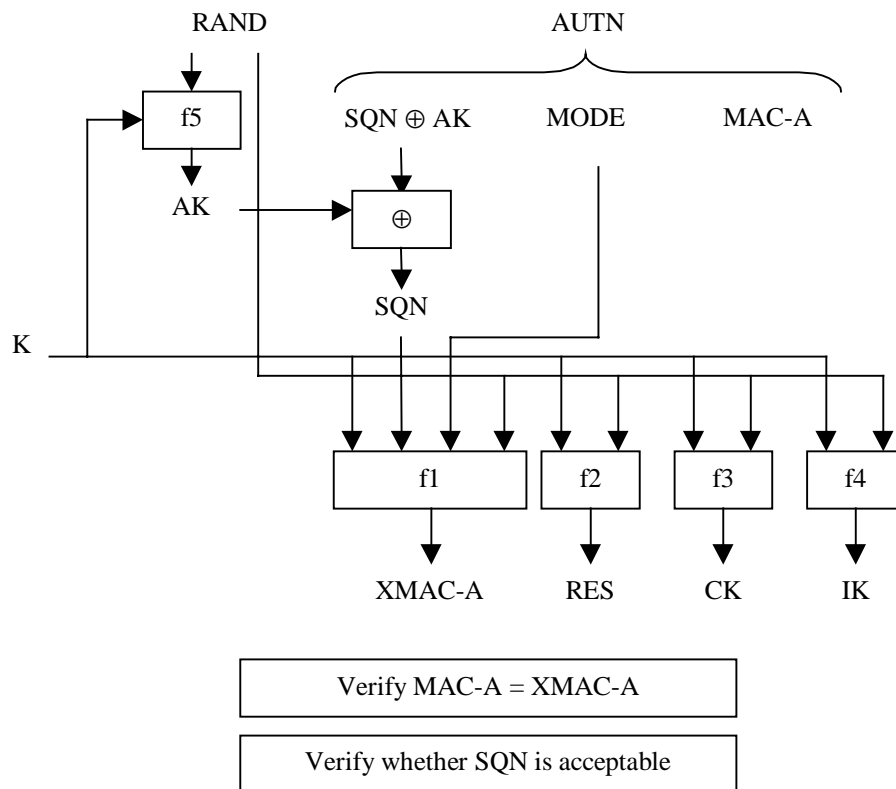 RAND AUTN
f5 SQN ⊕ AK MODE MAC-A
AK ⊕
SQN
K
f1 f2 f3 f4
XMAC-A RES CK IK
Verify MAC-A = XMAC-A
Verify whether SQN is acceptable